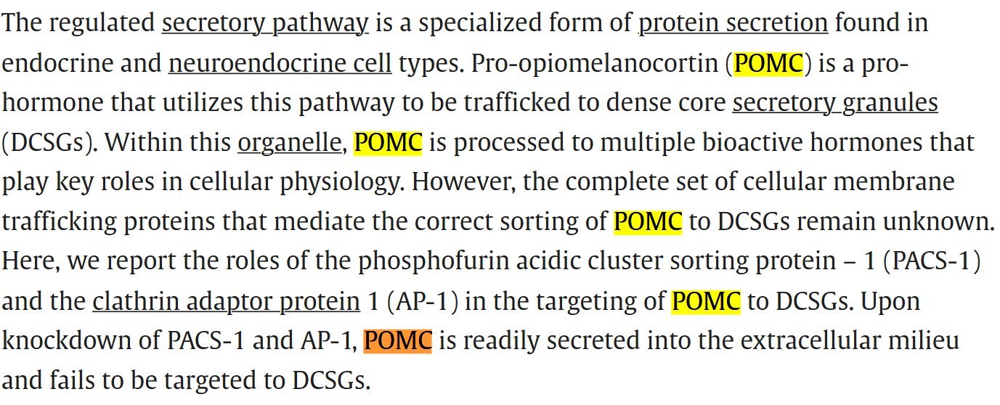 The regulated secretory pathway is a specialized form of protein secretion found in
endocrine and neuroendocrine cell types. Pro-opiomelanocortin (POMC) is a pro-
hormone that utilizes this pathway to be trafficked to dense core secretory granules
(DCSGs). Within this organelle, POMC is processed to multiple bioactive hormones that
play key roles in cellular physiology. However, the complete set of cellular membrane
trafficking proteins that mediate the correct sorting of POMC to DCSGs remain unknown.
Here, we report the roles of the phosphofurin acidic cluster sorting protein – 1 (PACS-1)
and the clathrin adaptor protein 1 (AP-1) in the targeting of POMC to DCSGs. Upon
knockdown of PACS-1 and AP-1, POMC is readily secreted into the extracellular milieu
and fails to be targeted to DCSGs.